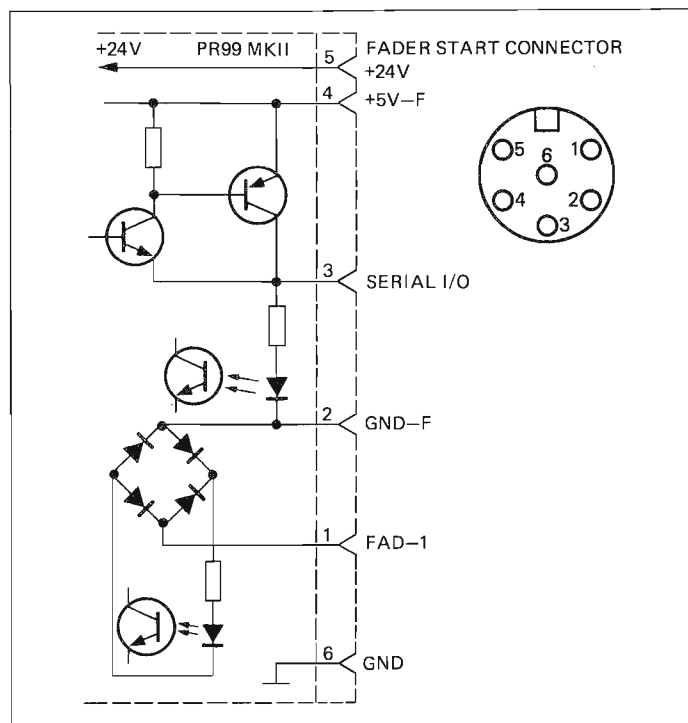 +24V PR99 MKII 5 FADER START CONNECTOR
+24V
4 +5V-F
5 6 1
4 2
3
3 SERIAL I/O
2 GND-F
1 FAD-1
6 GND